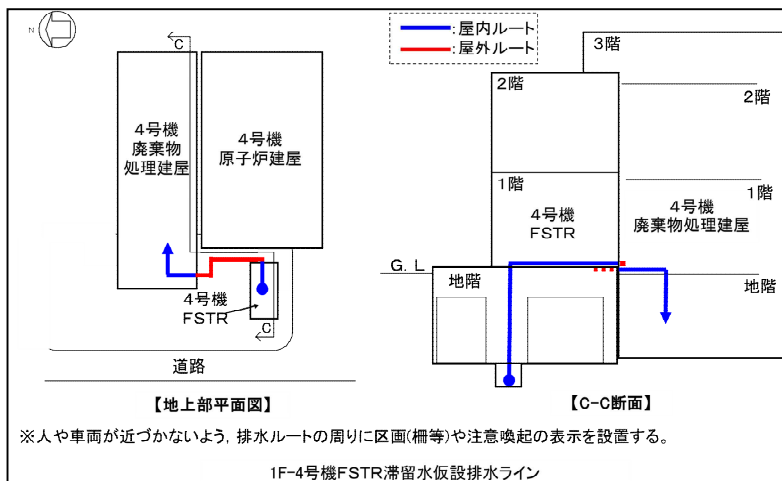 N
C
4号機
廃棄物
処理建屋
4号機
原子炉建屋
4号機
FSTR
C
道路
【地上部平面図】
:屋内ルート
:屋外ルート
3階
2階
2階
1階
1階
4号機
FSTR
4号機
廃棄物処理建屋
G.L
地階
地階
【C-C断面】
※人や車両が近づかないよう, 排水ルートの周りに区画(柵等)や注意喚起の表示を設置する。
1F-4号機FSTR滞留水仮設排水ライン